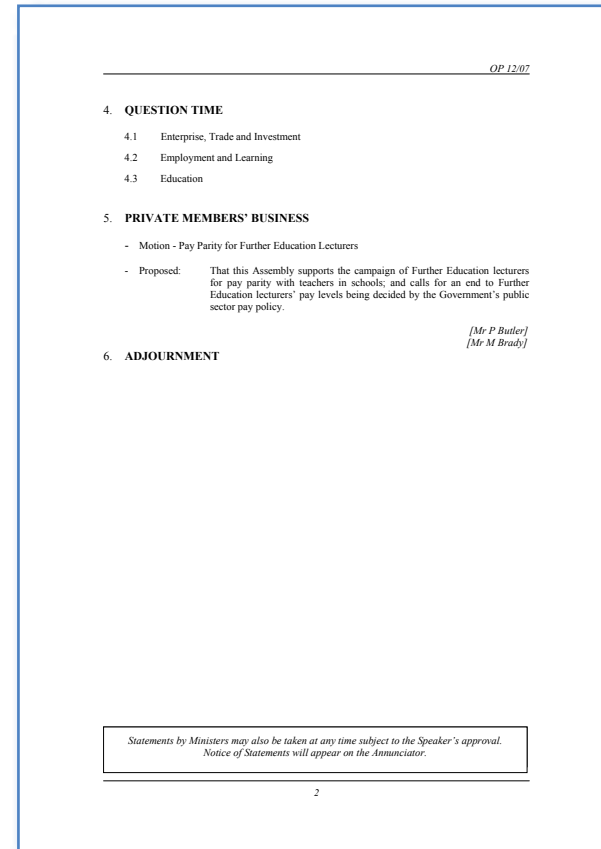 OP 12/07
4. QUESTION TIME
4.1 Enterprise, Trade and Investment
4.2 Employment and Learning
4.3 Education
5. PRIVATE MEMBERS’ BUSINESS
- Motion - Pay Parity for Further Education Lecturers
- Proposed: That this Assembly supports the campaign of Further Education lecturers
for pay parity with teachers in schools; and calls for an end to Further
Education lecturers’ pay levels being decided by the Government’s public
sector pay policy.
[Mr P Butler]
[Mr M Brady]
6. ADJOURNMENT
Statements by Ministers may also be taken at any time subject to the Speaker’s approval.
Notice of Statements will appear on the Annunciator.
2